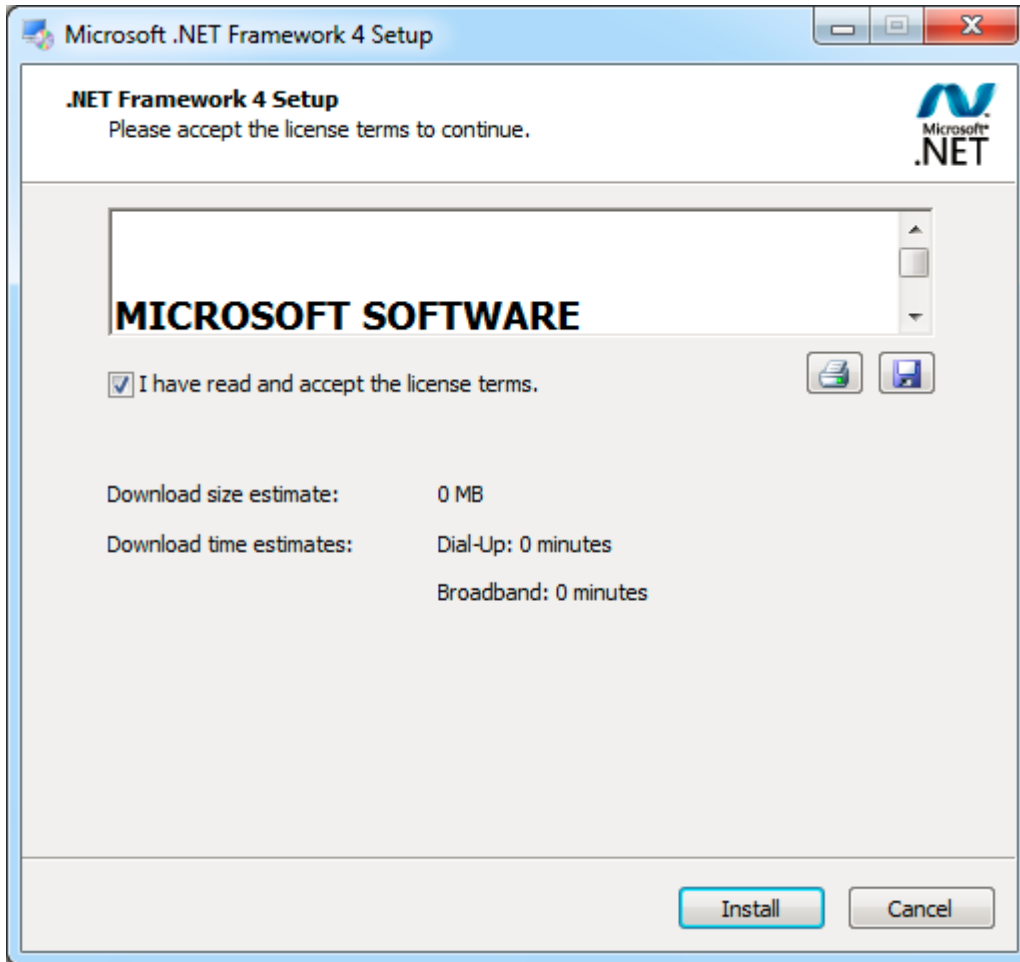 Microsoft .NET Framework 4 Setup
.NET Framework 4 Setup
Please accept the license terms to continue.
Microsoft®
.NET
MICROSOFT SOFTWARE
I have read and accept the license terms.
Download size estimate: 0 MB
Download time estimates: Dial-Up: 0 minutes
Broadband: 0 minutes
Install Cancel